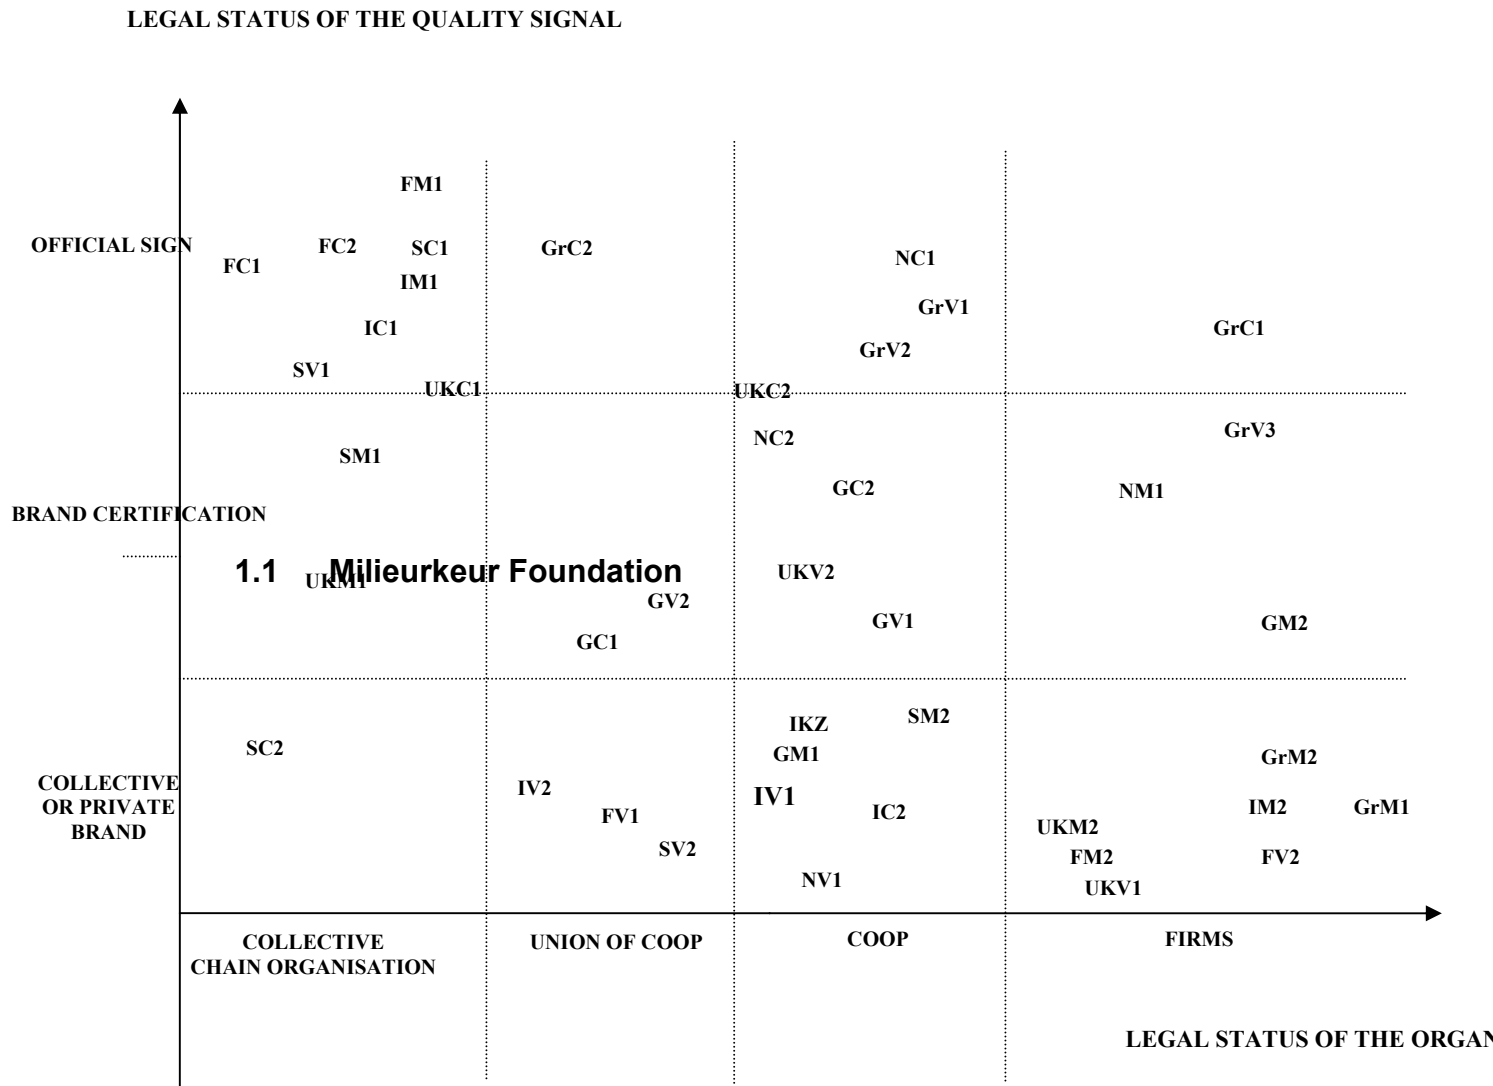 LEGAL STATUS OF THE QUALITY SIGNAL
FM1
OFFICIAL SIGN
FC2
SC1
GrC2
NC1
FC1
IM1
GrV1
IC1
GrC1
GrV2
SV1
UKC1
UKC2
GrV3
NC2
SM1
GC2
NM1
BRAND CERTIFICATION
1.1 Milieurkeur Foundation
UKM1
UKV2
GV2
GV1
GM2
GC1
SM2
IKZ
SC2
GM1
GrM2
COLLECTIVE
OR PRIVATE
BRAND
IV2
IV1
IM2
GrM1
FV1
IC2
UKM2
SV2
FM2
FV2
NV1
UKV1
COLLECTIVE
CHAIN ORGANISATION
UNION OF COOP
COOP
FIRMS
LEGAL STATUS OF THE ORGAN